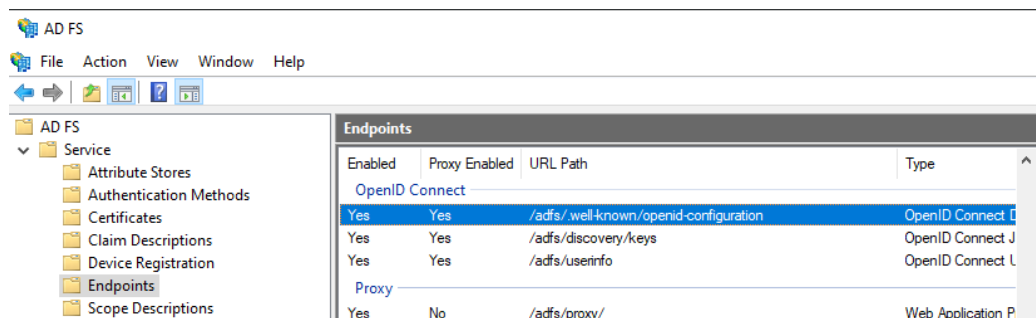 AD FS
File Action View Window Help
AD FS
Service
Attribute Stores
Authentication Methods
Certificates
Claim Descriptions
Device Registration
Endpoints
Scope Descriptions
Endpoints
Enabled Proxy Enabled URL Path Type
OpenID Connect
Yes Yes /adfs/.well-known/openid-configuration OpenID Connect D
Yes Yes /adfs/discovery/keys OpenID Connect J
Yes Yes /adfs/userinfo OpenID Connect U
Proxy
Yes No /adfs/proxy/ Web Application P